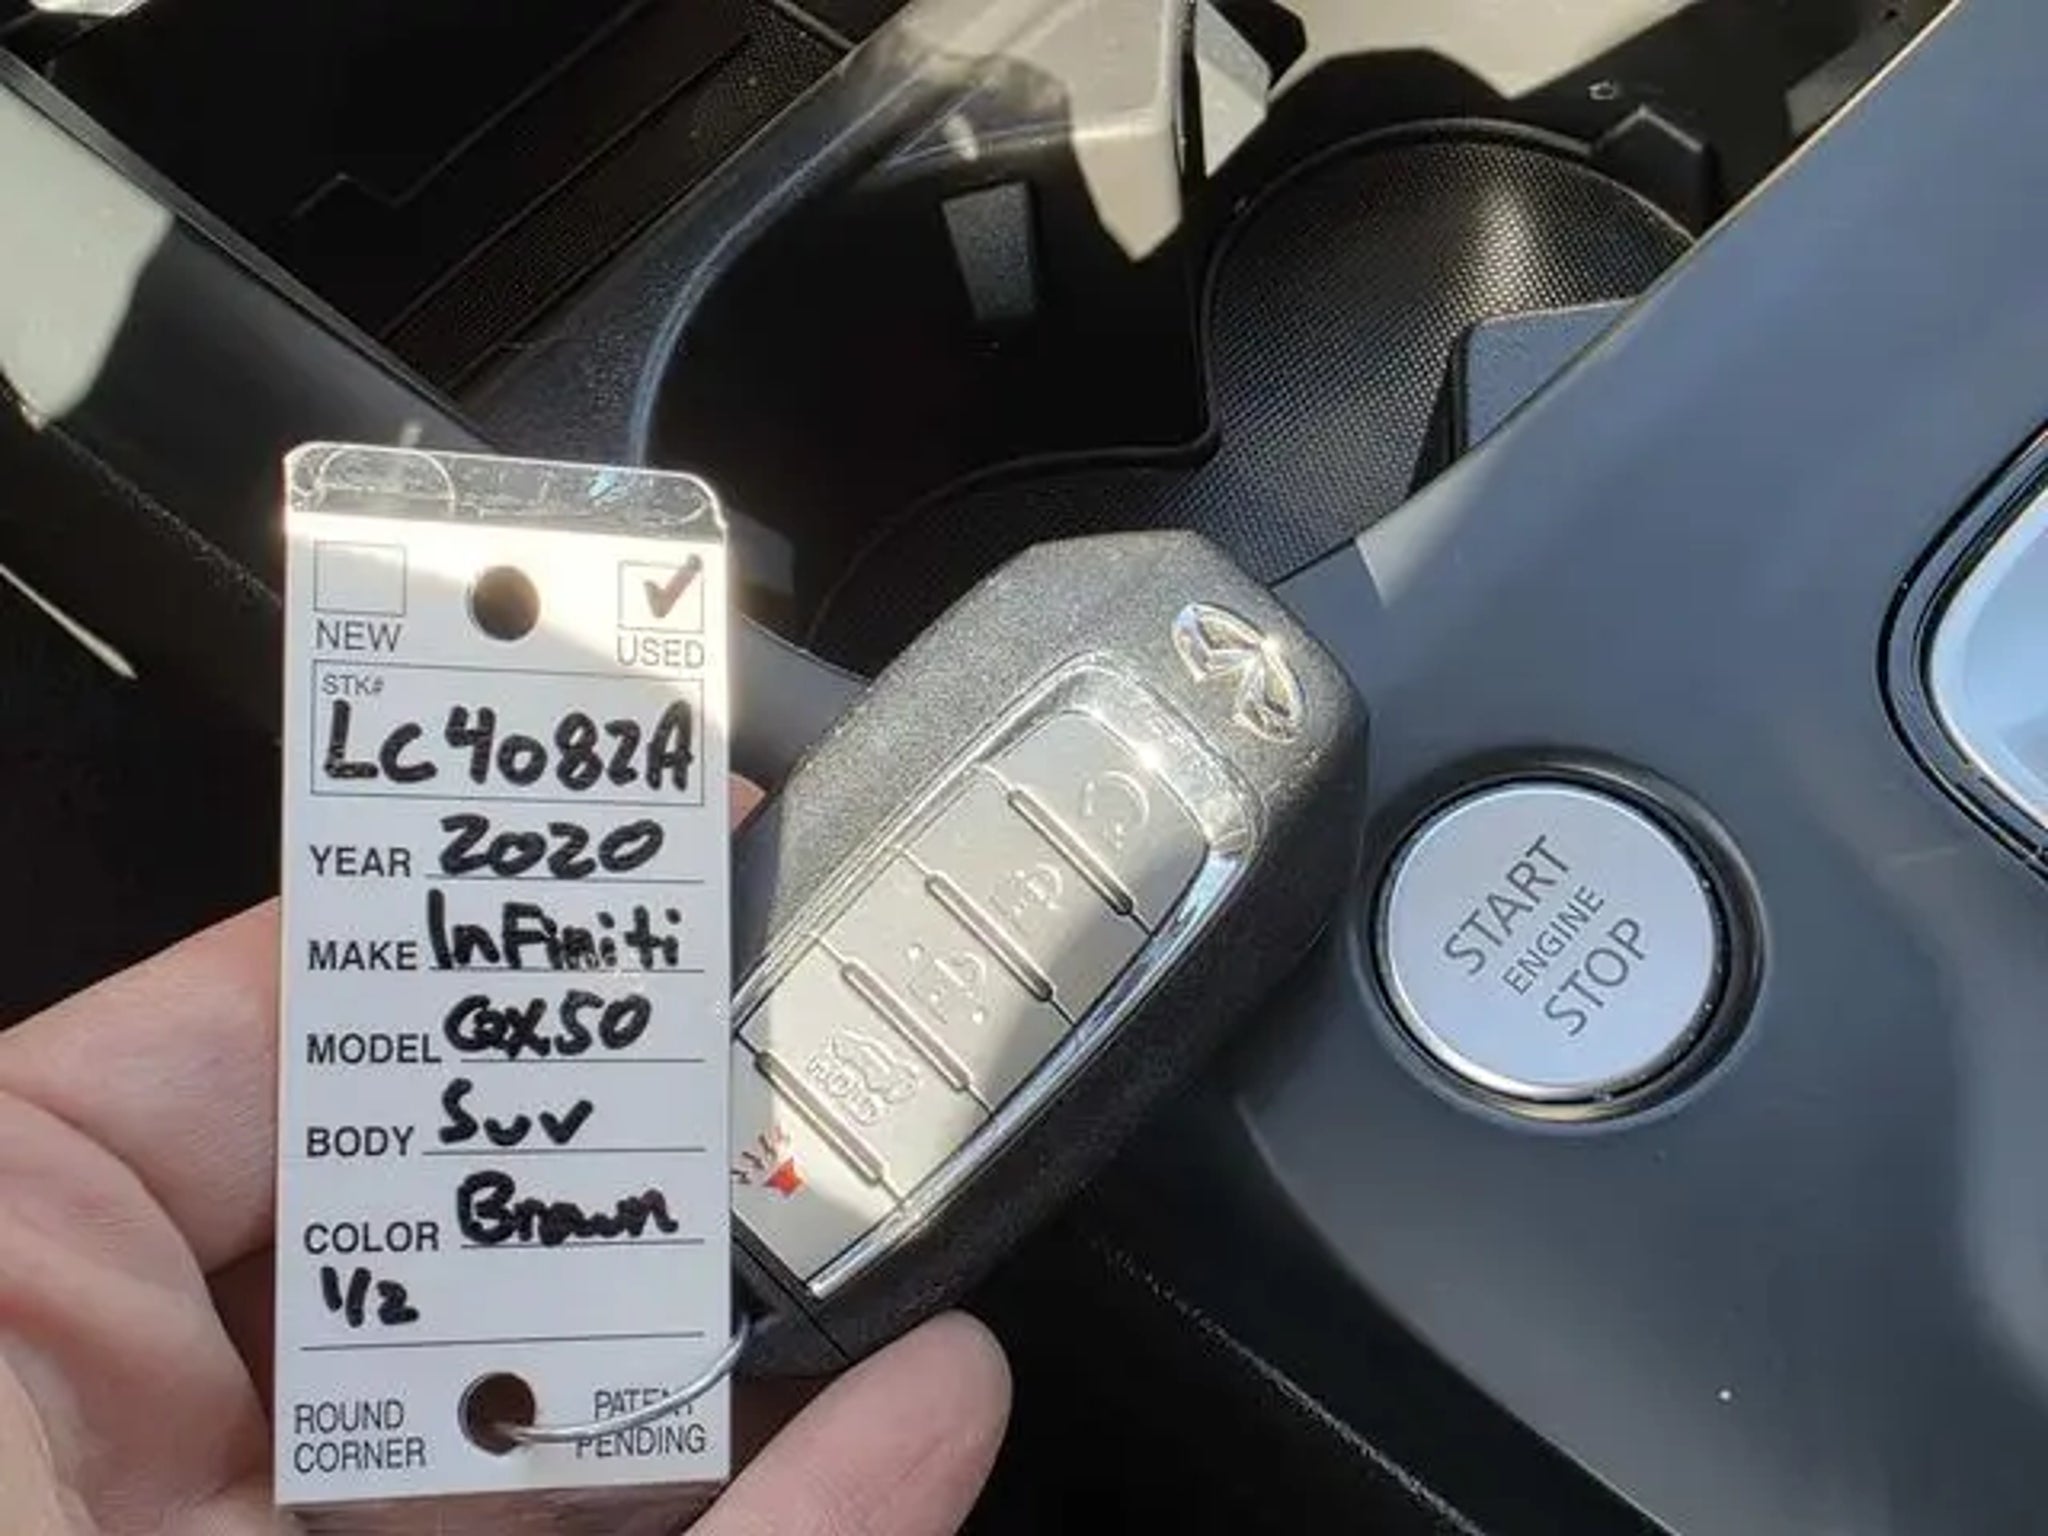 NEW
USED
STK#
LC4082A
YEAR 2020
MAKE InFiniti
MODEL QX50
BODY Suv
COLOR Brown
1/2
ROUND CORNER
PATENT PENDING
START
ENGINE
STOP